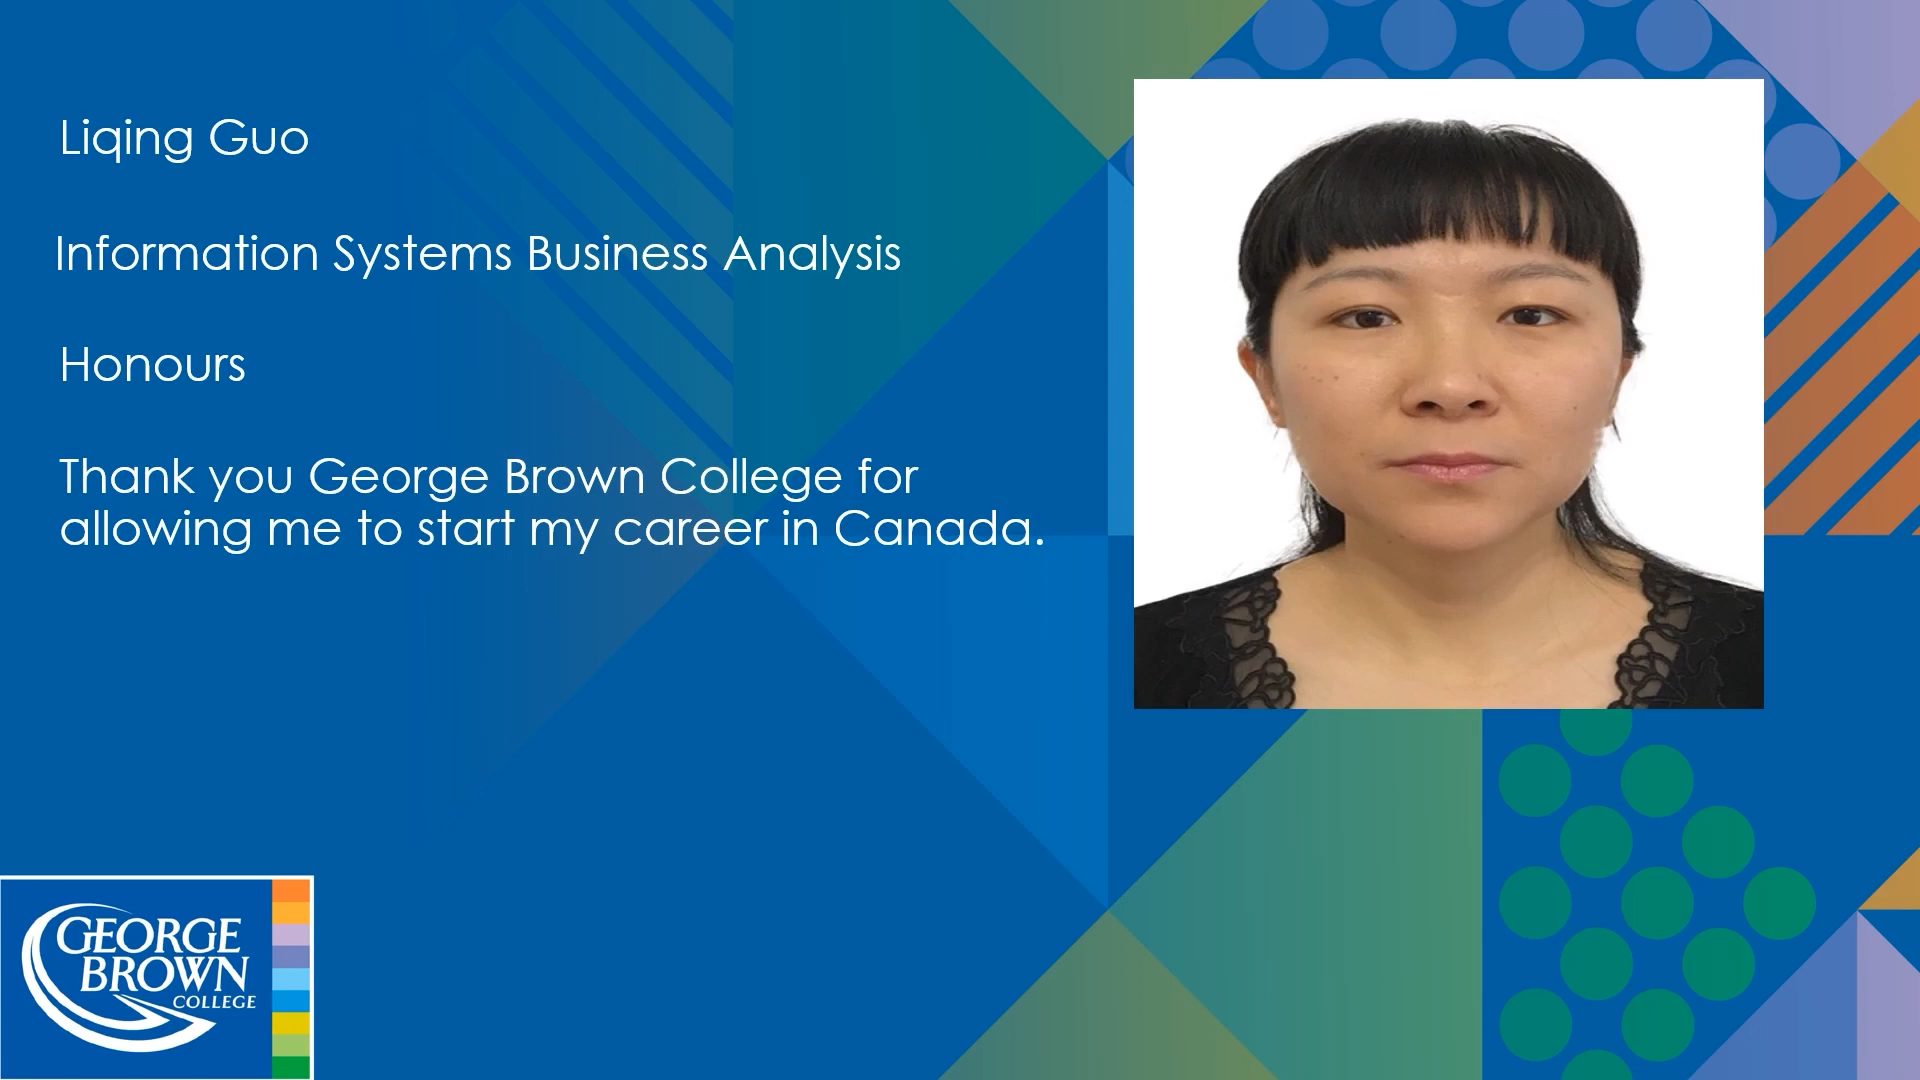 Liqing Guo
Information Systems Business Analysis
Honours
Thank you George Brown College for
allowing me to start my career in Canada.
GEORGE
BROWN
COLLEGE